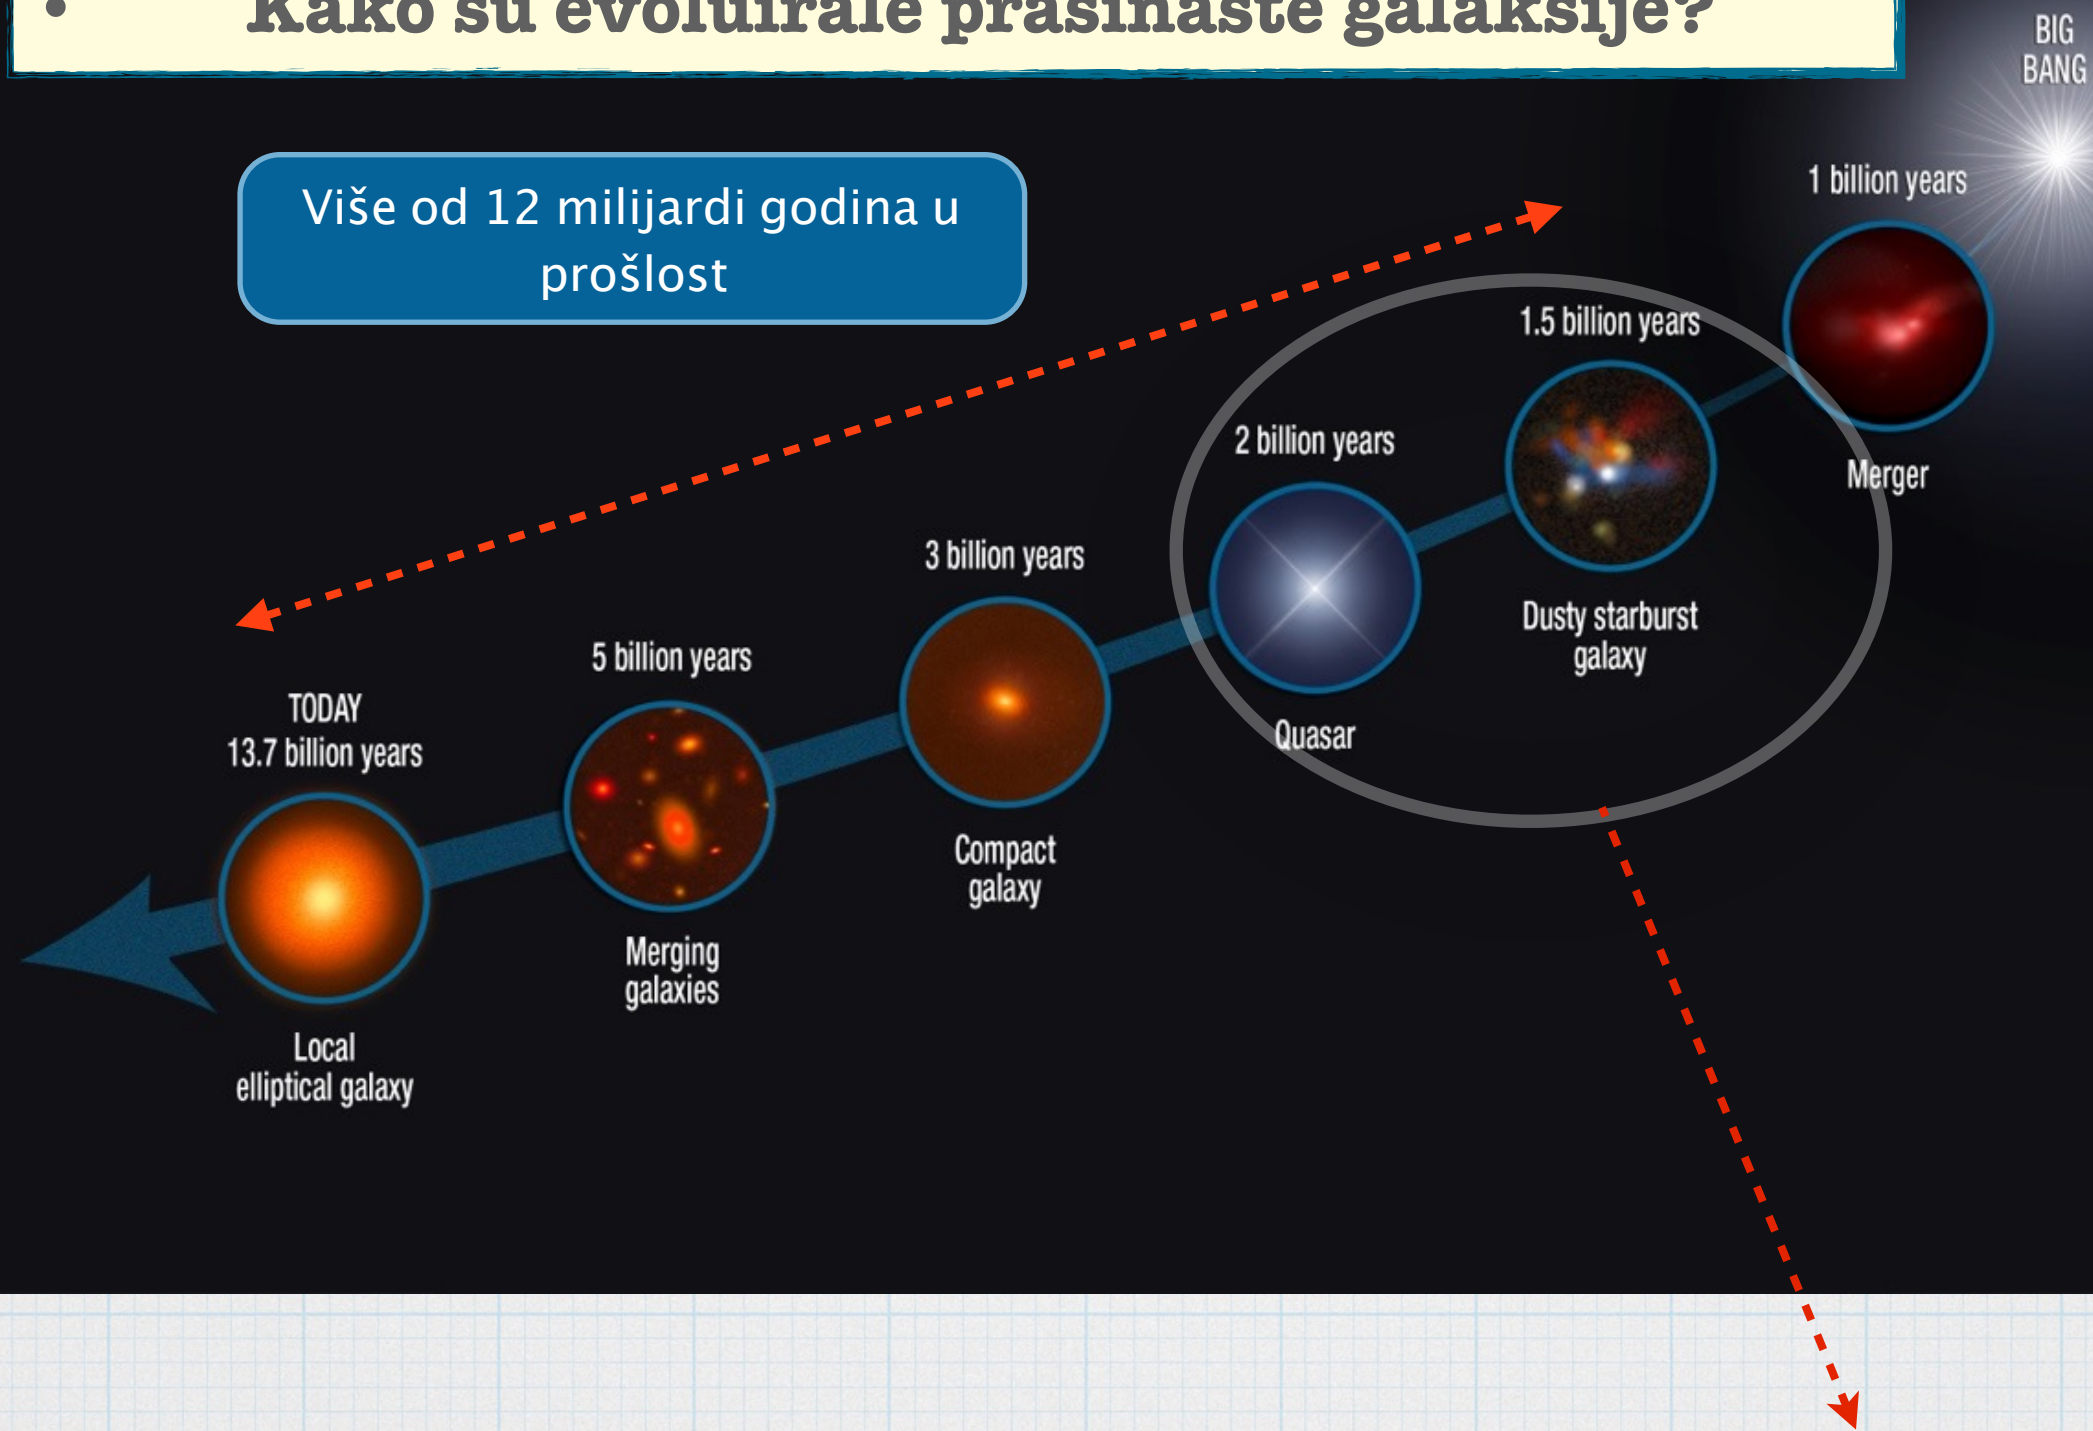 • Kako su evoluirale prašinaste galaksije?
BIG
BANG
Više od 12 milijardi godina u
prošlost
1 billion years
Merger
1.5 billion years
Dusty starburst
galaxy
2 billion years
Quasar
3 billion years
Compact
galaxy
5 billion years
Merging
galaxies
TODAY
13.7 billion years
Local
elliptical galaxy